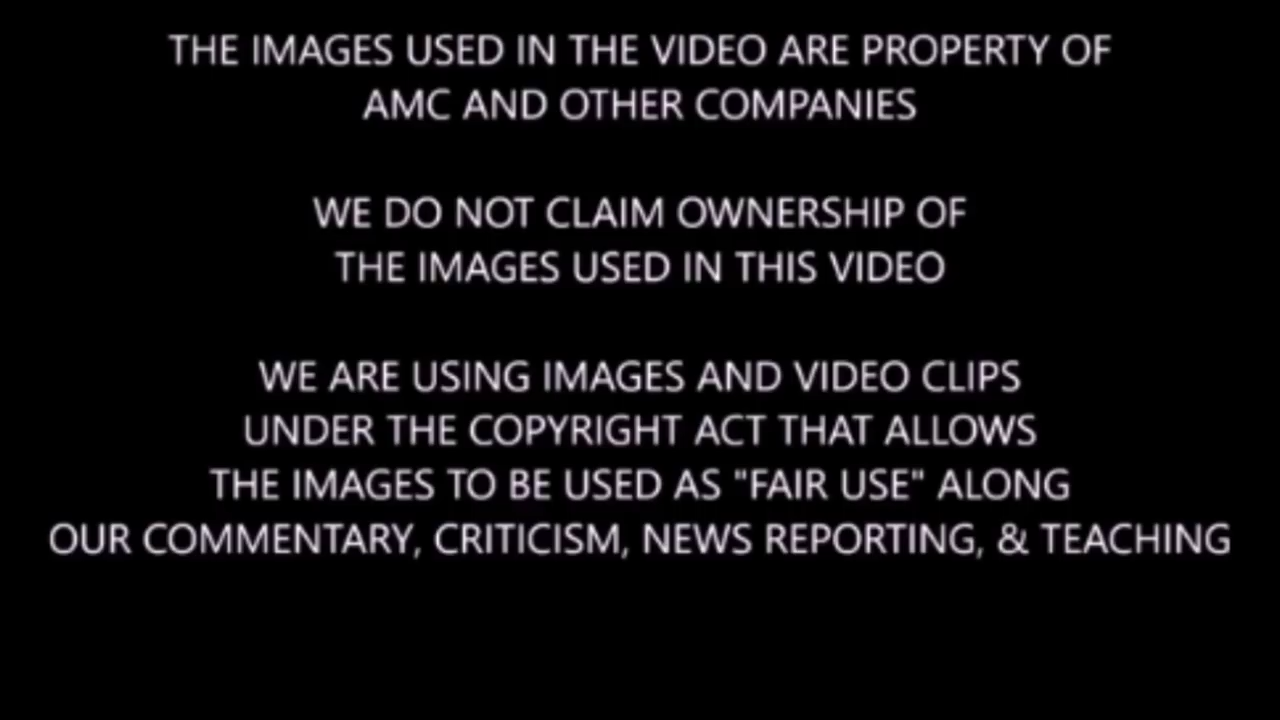 THE IMAGES USED IN THE VIDEO ARE PROPERTY OF
AMC AND OTHER COMPANIES
WE DO NOT CLAIM OWNERSHIP OF
THE IMAGES USED IN THIS VIDEO
WE ARE USING IMAGES AND VIDEO CLIPS
UNDER THE COPYRIGHT ACT THAT ALLOWS
THE IMAGES TO BE USED AS "FAIR USE" ALONG
OUR COMMENTARY, CRITICISM, NEWS REPORTING, & TEACHING